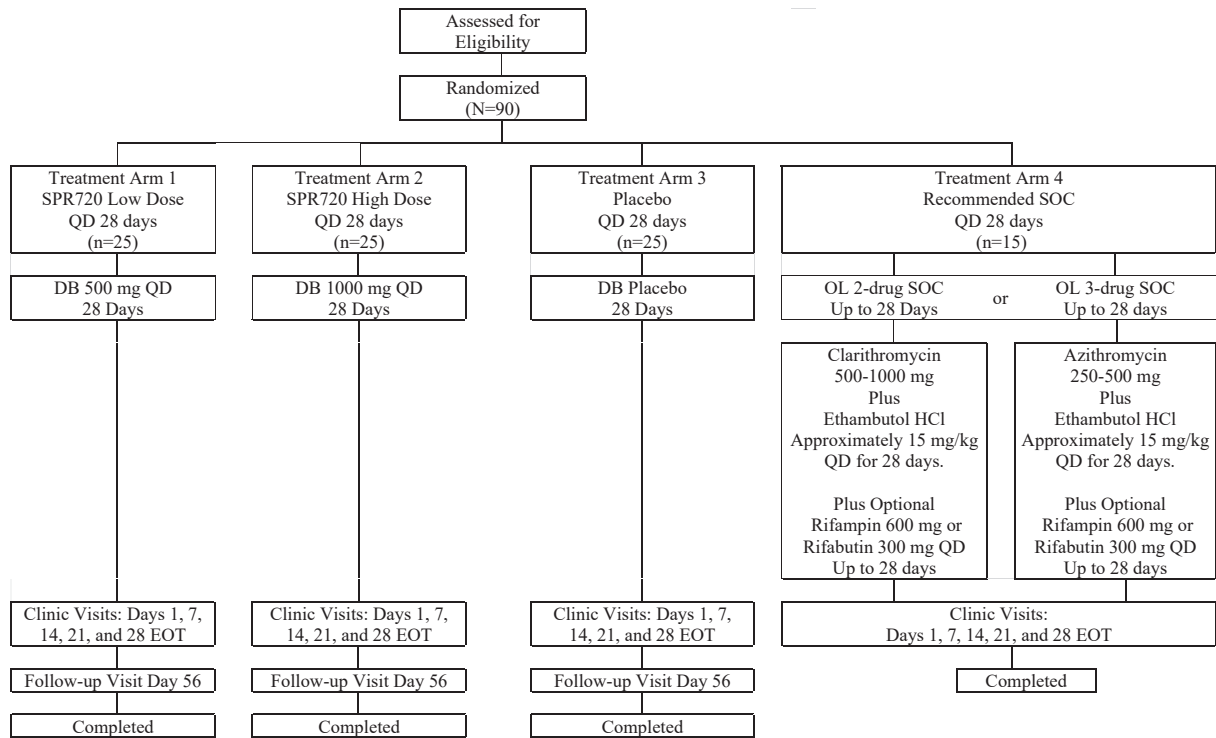 Assessed for
Eligibility
Randomized
(N=90)
Treatment Arm 1
SPR720 Low Dose
QD 28 days
(n=25)
Treatment Arm 2
SPR720 High Dose
QD 28 days
(n=25)
Treatment Arm 3
Placebo
QD 28 days
(n=25)
Treatment Arm 4
Recommended SOC
QD 28 days
(n=15)
DB 500 mg QD
28 Days
DB 1000 mg QD
28 Days
DB Placebo
28 Days
OL 2-drug SOC
Up to 28 Days
or
OL 3-drug SOC
Up to 28 days
Clarithromycin
500-1000 mg
Plus
Ethambutol HCl
Approximately 15 mg/kg
QD for 28 days.
Plus Optional
Rifampin 600 mg or
Rifabutin 300 mg QD
Up to 28 days
Azithromycin
250-500 mg
Plus
Ethambutol HCl
Approximately 15 mg/kg
QD for 28 days.
Plus Optional
Rifampin 600 mg or
Rifabutin 300 mg QD
Up to 28 days
Clinic Visits: Days 1, 7,
14, 21, and 28 EOT
Clinic Visits: Days 1, 7,
14, 21, and 28 EOT
Clinic Visits: Days 1, 7,
14, 21, and 28 EOT
Clinic Visits:
Days 1, 7, 14, 21, and 28 EOT
Follow-up Visit Day 56
Follow-up Visit Day 56
Follow-up Visit Day 56
Completed
Completed
Completed
Completed